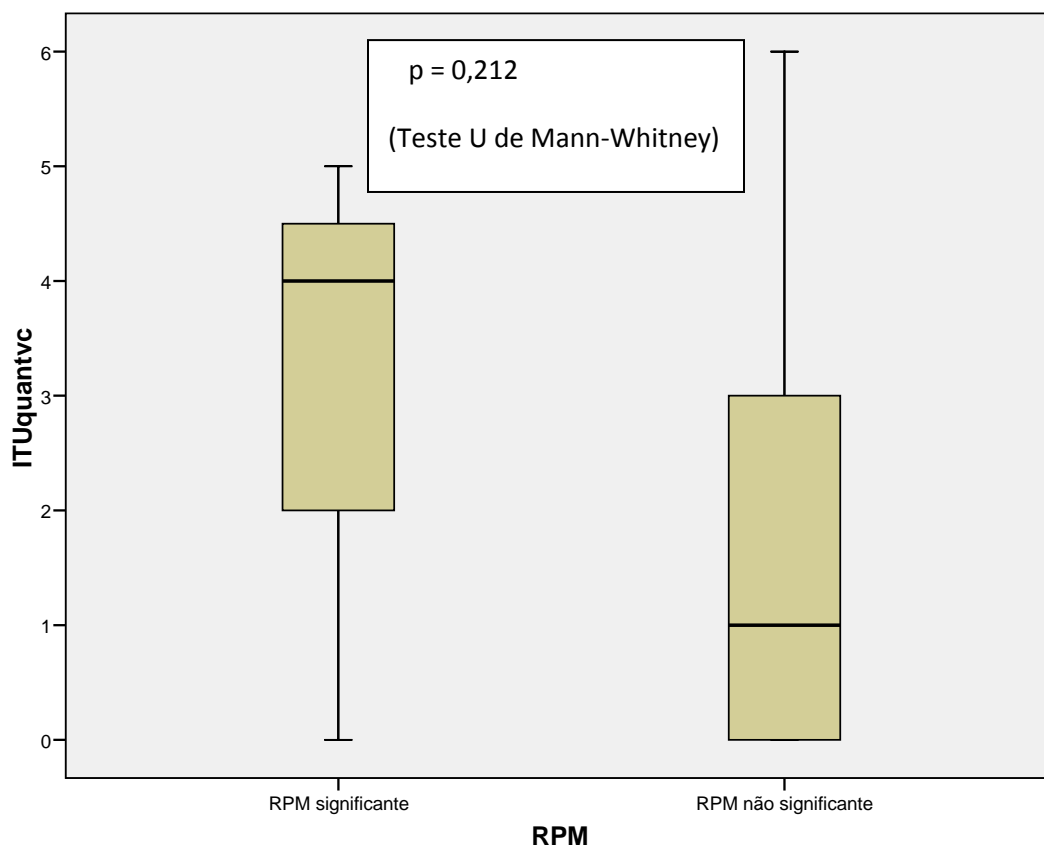 p = 0,212
(Teste U de Mann-Whitney)
6
5
4
3
2
1
0
ITUquantvc
RPM significante
RPM não significante
RPM